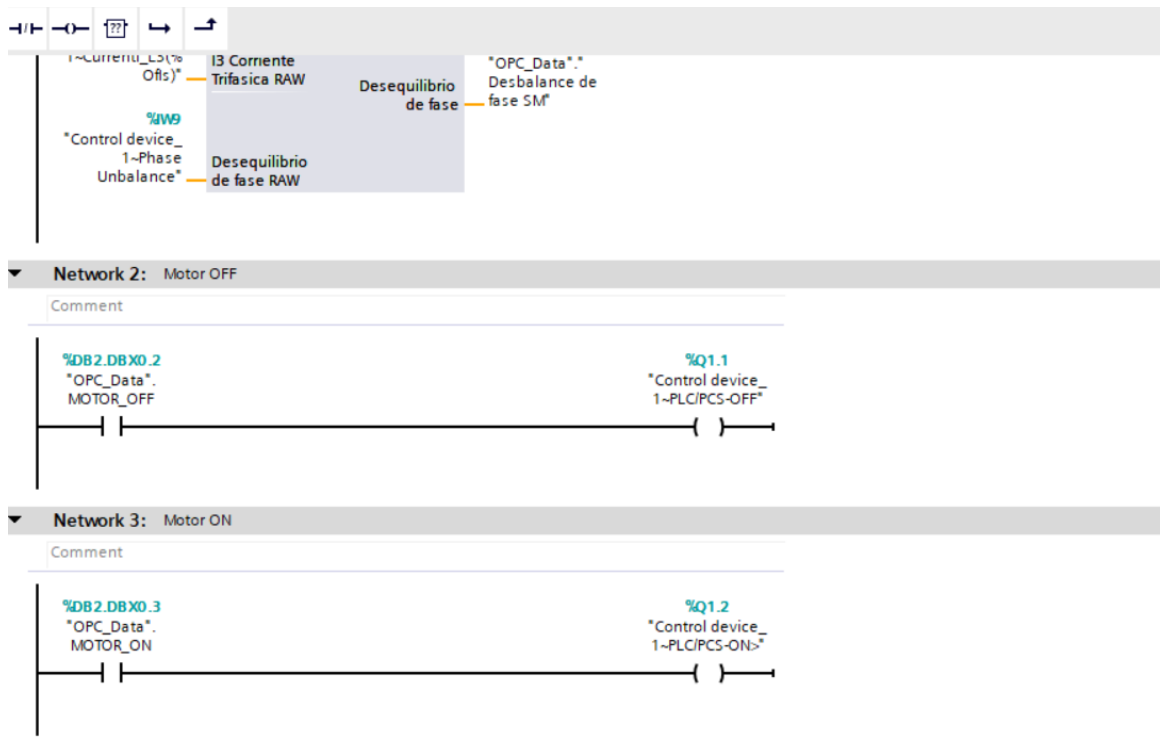 ??
1~Currenti_L3(%
OfIs)"
I3 Corriente
Trifasica RAW
Desequilibrio
de fase
"OPC_Data"."
Desbalance de
fase SM"
%IW9
"Control device_
1~Phase
Unbalance"
Desequilibrio
de fase RAW
Network 2: Motor OFF
Comment
%DB2.DBX0.2
"OPC_Data".
MOTOR_OFF
%Q1.1
"Control device_
1~PLC/PCS-OFF"
Network 3: Motor ON
Comment
%DB2.DBX0.3
"OPC_Data".
MOTOR_ON
%Q1.2
"Control device_
1~PLC/PCS-ON>"